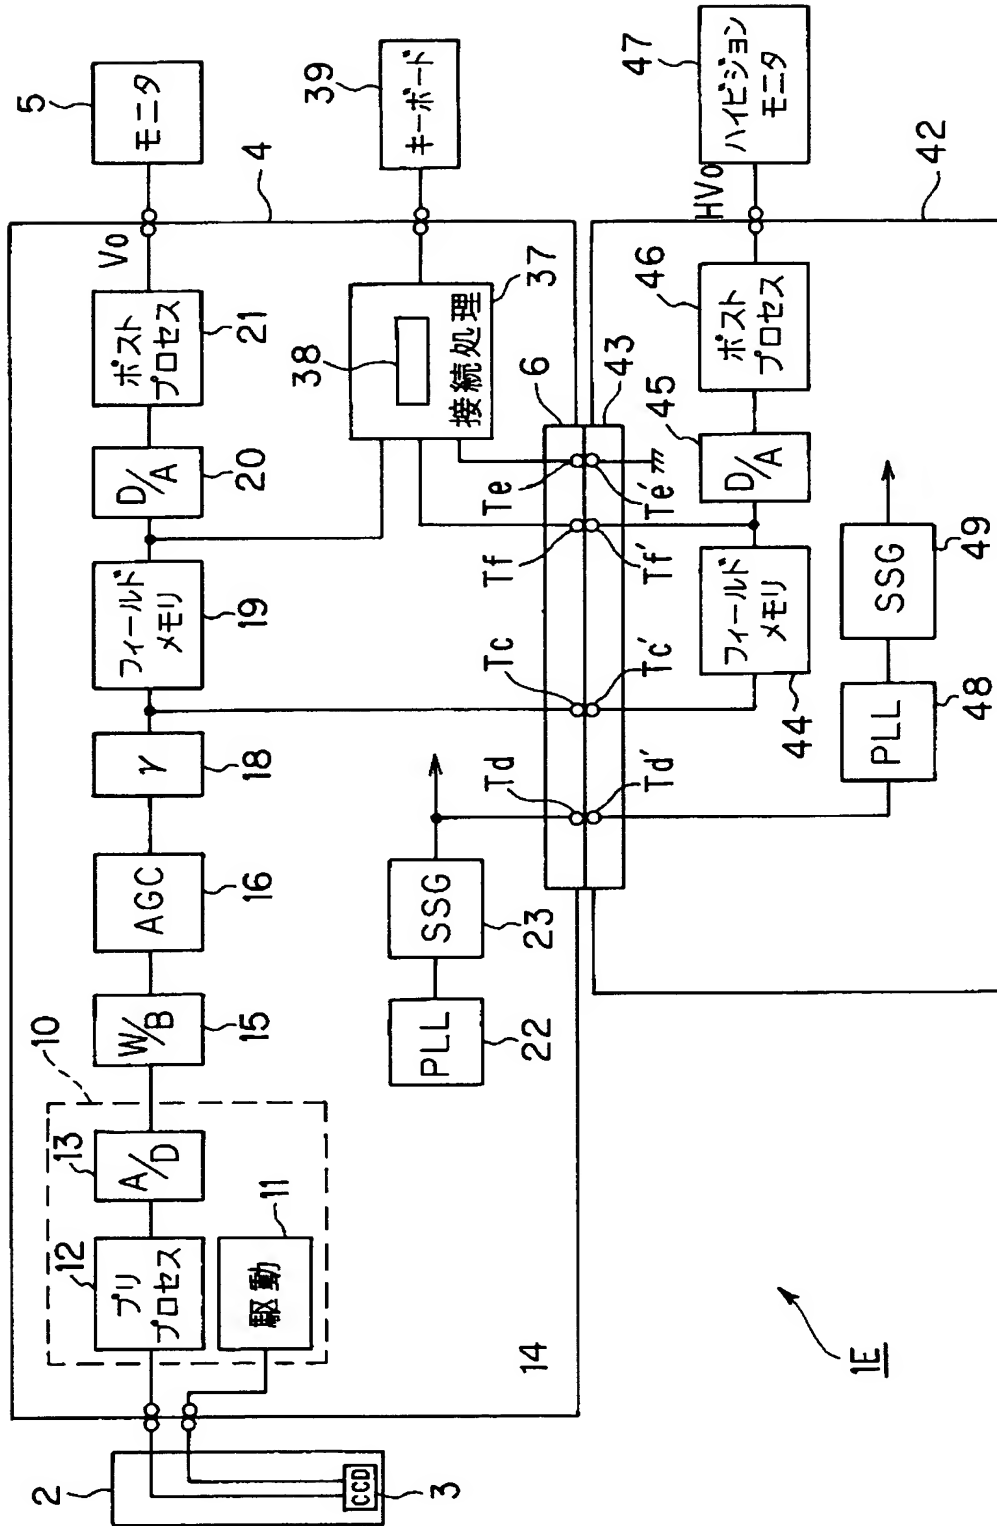 2
CCD
3
12
プリ
プロセス
13
A/D
10
11
駆動
14
W/B
15
AGC
16
γ
18
フィールド
メモリ
19
D/A
20
ポスト
プロセス
21
Vo
5
モニタ
4
39
キーボード
38
接続処理
37
PLL
22
SSG
23
6
43
Td
Tc
Tf
Te
Td'
Tc'
Tf'
Te'
フィールド
メモリ
44
D/A
45
ポスト
プロセス
46
HVo
47
ハイビジョン
モニタ
42
PLL
48
SSG
49
1E